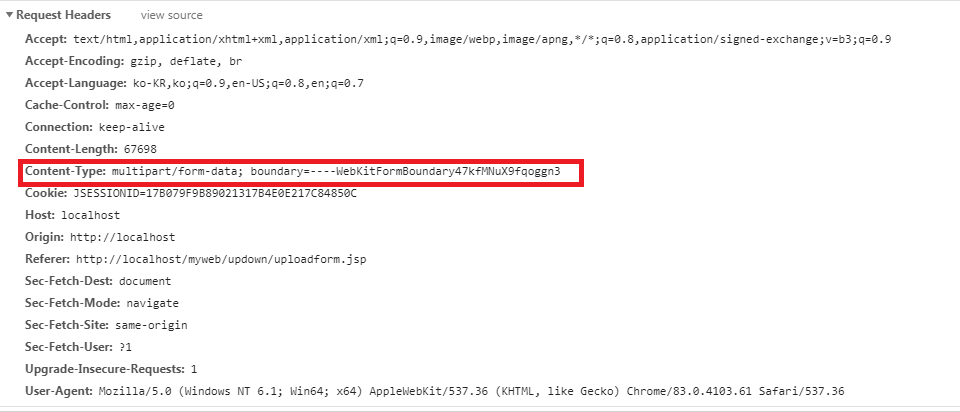 Request Headers view source
Accept: text/html,application/xhtml+xml,application/xml;q=0.9,image/webp,image/apng,*/*;q=0.8,application/signed-exchange;v=b3;q=0.9
Accept-Encoding: gzip, deflate, br
Accept-Language: ko-KR,ko;q=0.9,en-US;q=0.8,en;q=0.7
Cache-Control: max-age=0
Connection: keep-alive
Content-Length: 67698
Content-Type: multipart/form-data; boundary=----WebKitFormBoundary47kfMNuX9fqoggn3
Cookie: JSESSIONID=17B079F9B89021317B4E0E217C84850C
Host: localhost
Origin: http://localhost
Referer: http://localhost/myweb/updown/uploadform.jsp
Sec-Fetch-Dest: document
Sec-Fetch-Mode: navigate
Sec-Fetch-Site: same-origin
Sec-Fetch-User: ?1
Upgrade-Insecure-Requests: 1
User-Agent: Mozilla/5.0 (Windows NT 6.1; Win64; x64) AppleWebKit/537.36 (KHTML, like Gecko) Chrome/83.0.4103.61 Safari/537.36